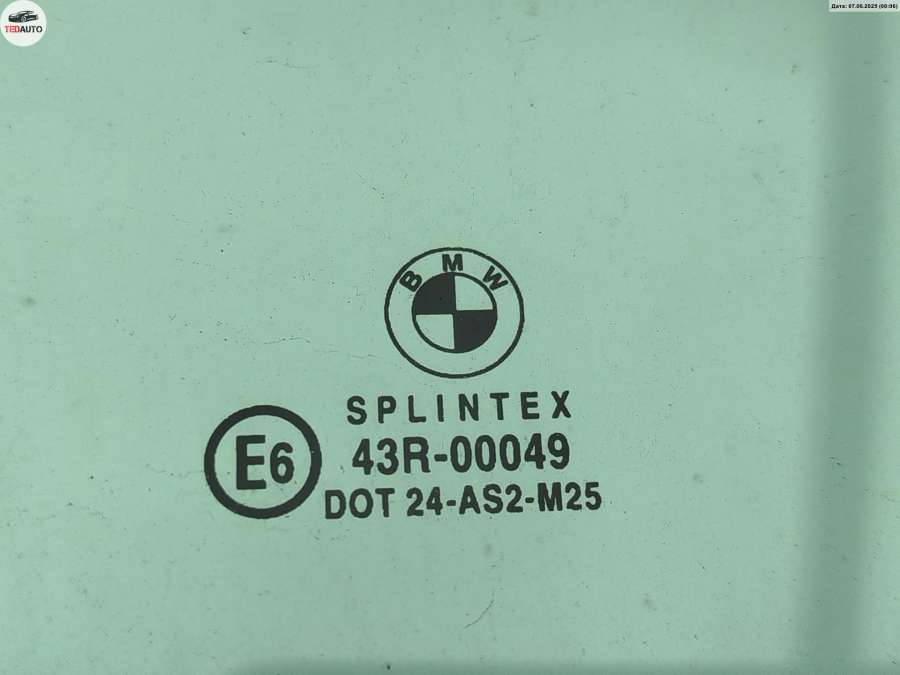 TEDAUTO
Дата: 07.06.2025 (00:06)
BMW
SPLINTEX
E6
43R-00049
DOT 24-AS2-M25